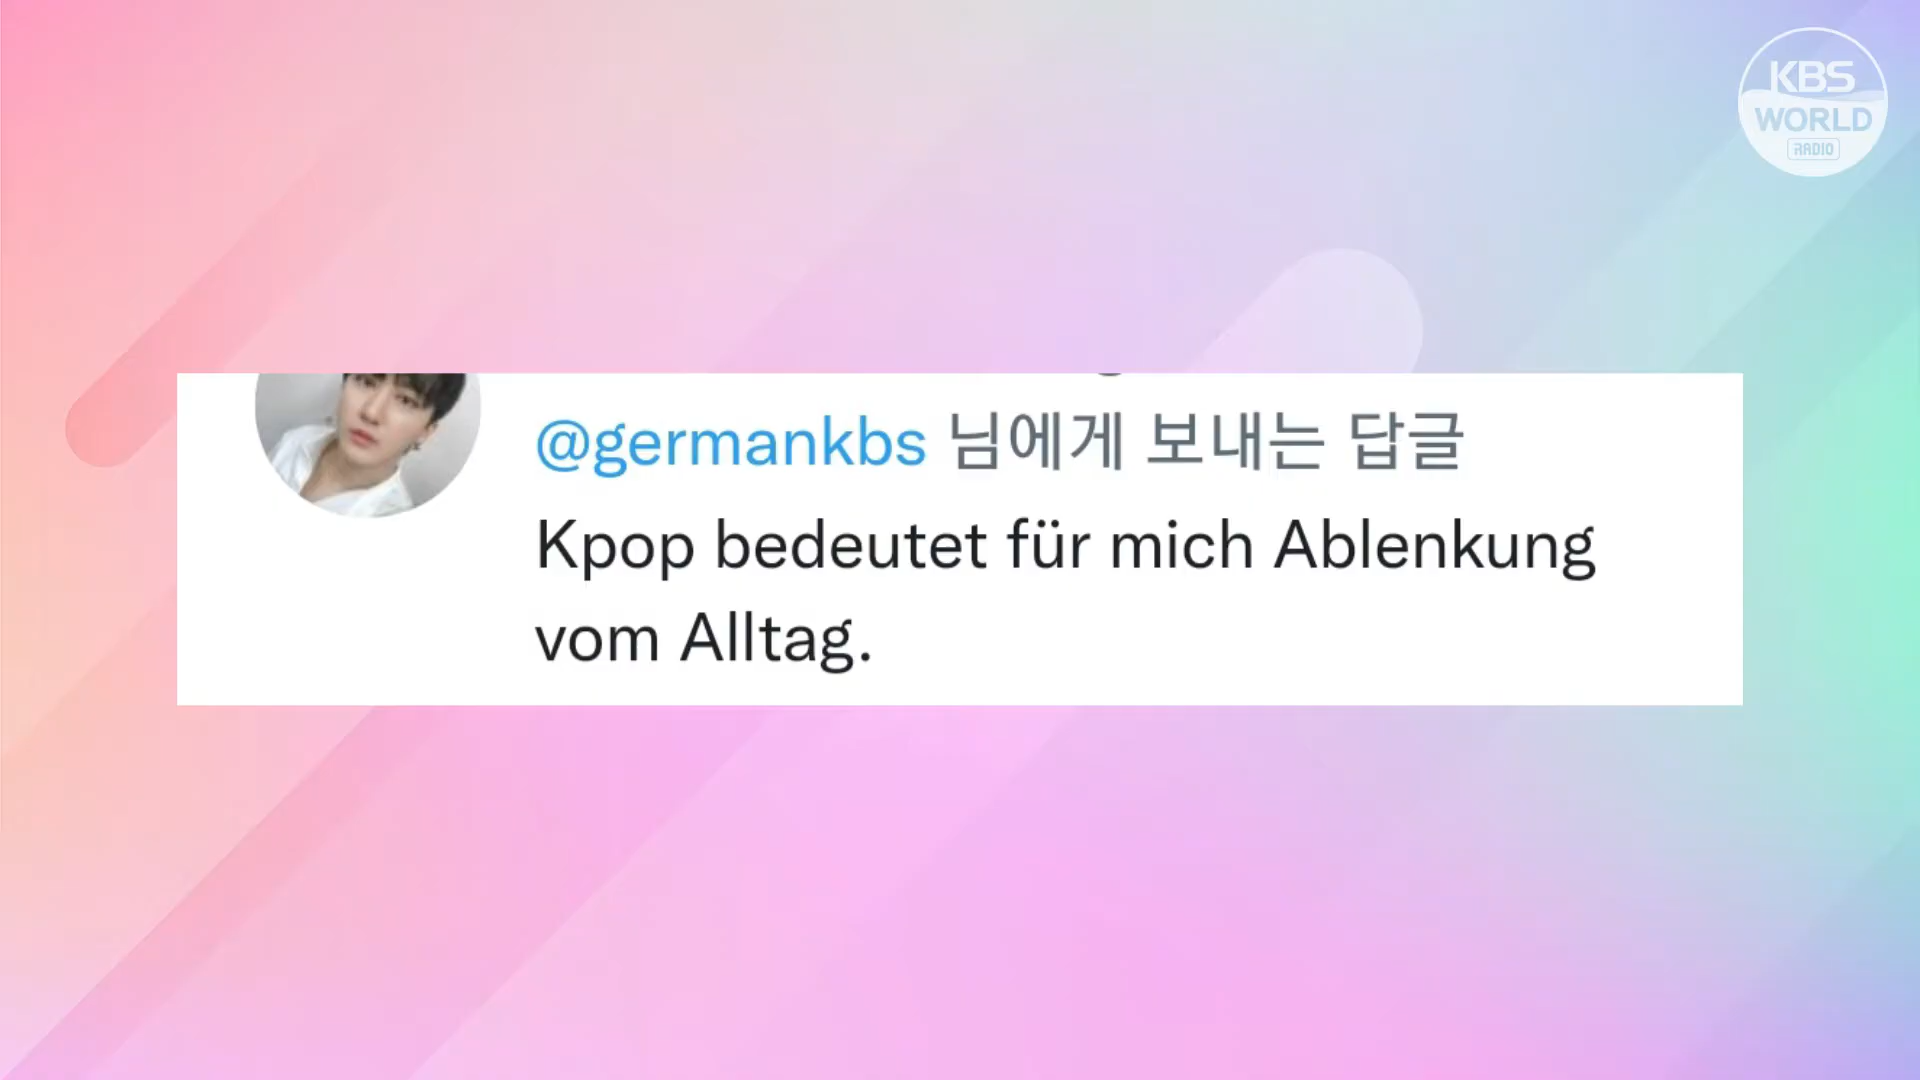 KBS
WORLD
RADIO
@germankbs 님에게 보내는 답글
Kpop bedeutet für mich Ablenkung
vom Alltag.